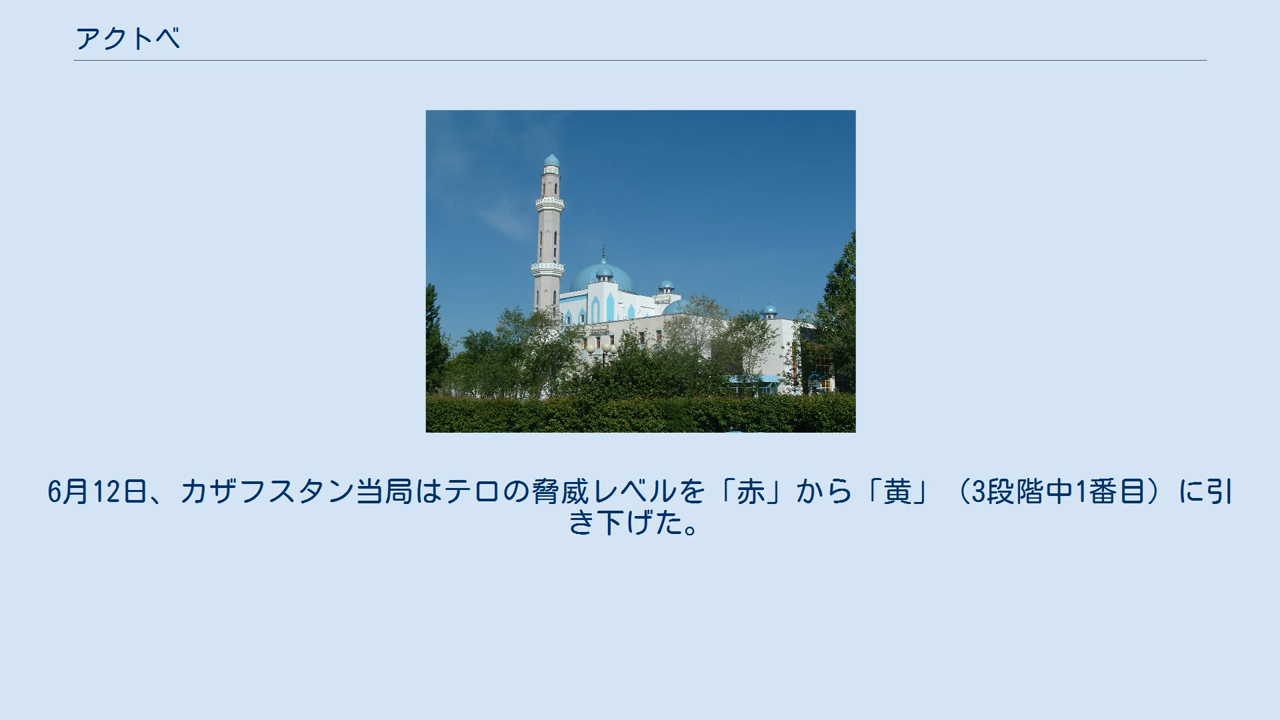 アクトベ
6月12日、カザフスタン当局はテロの脅威レベルを「赤」から「黄」（3段階中1番目）に引
き下げた。